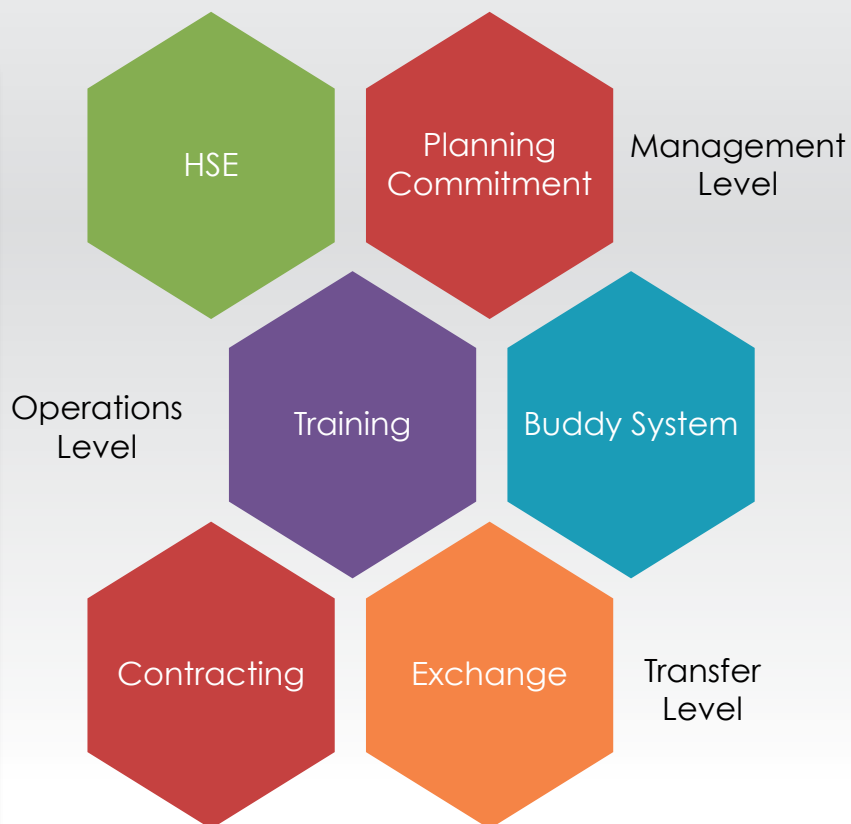 HSE
Planning
Commitment
Management
Level
Operations
Level
Training
Buddy System
Contracting
Exchange
Transfer
Level